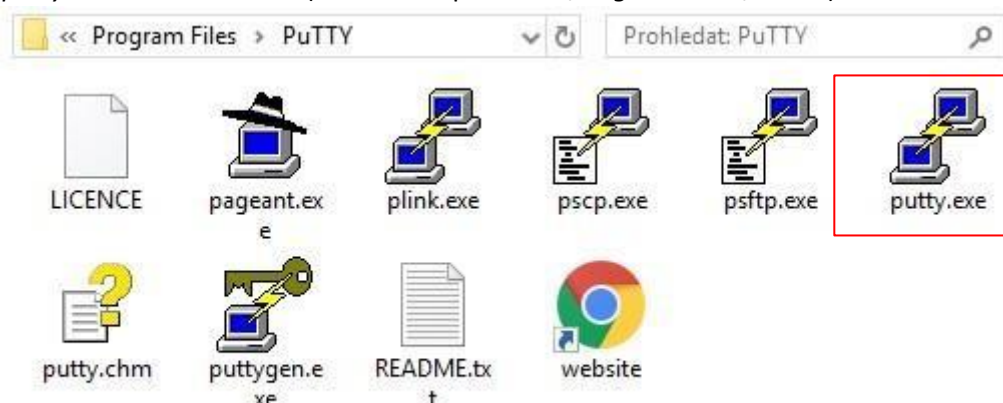 « Program Files › PuTTY
Prohledat: PuTTY
LICENCE
pageant.ex
e
plink.exe
pscp.exe
psftp.exe
putty.exe
putty.chm
puttygen.e
xe
README.tx
t
website